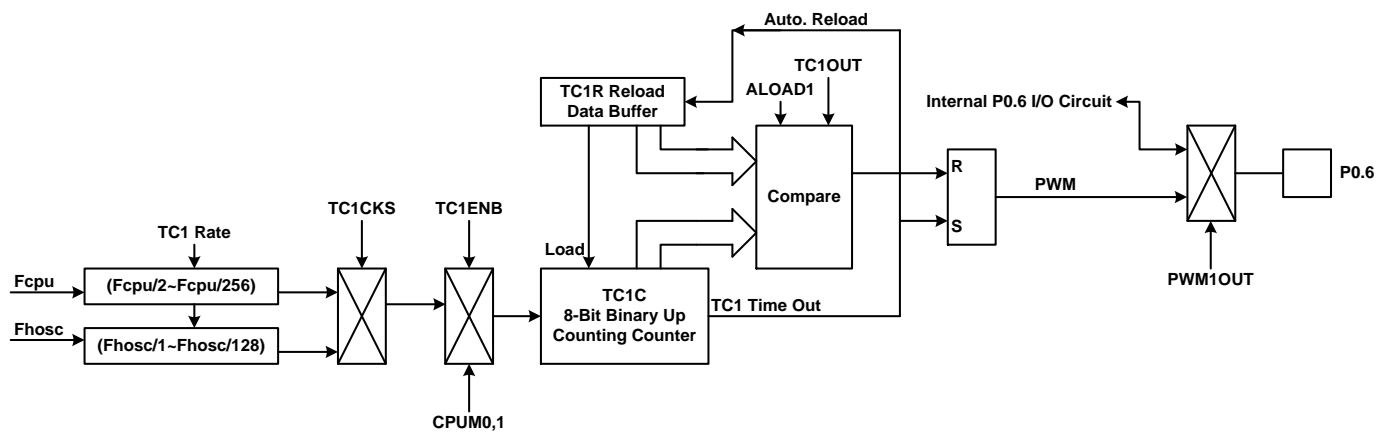 Auto. Reload
TC1OUT
ALOAD1
TC1R Reload
Data Buffer
Internal P0.6 I/O Circuit
Compare
R
S
PWM
P0.6
PWM1OUT
TC1CKS
TC1ENB
TC1 Rate
Load
Fcpu
(Fcpu/2~Fcpu/256)
Fhosc
(Fhosc/1~Fhosc/128)
TC1C
8-Bit Binary Up
Counting Counter
TC1 Time Out
CPUM0,1